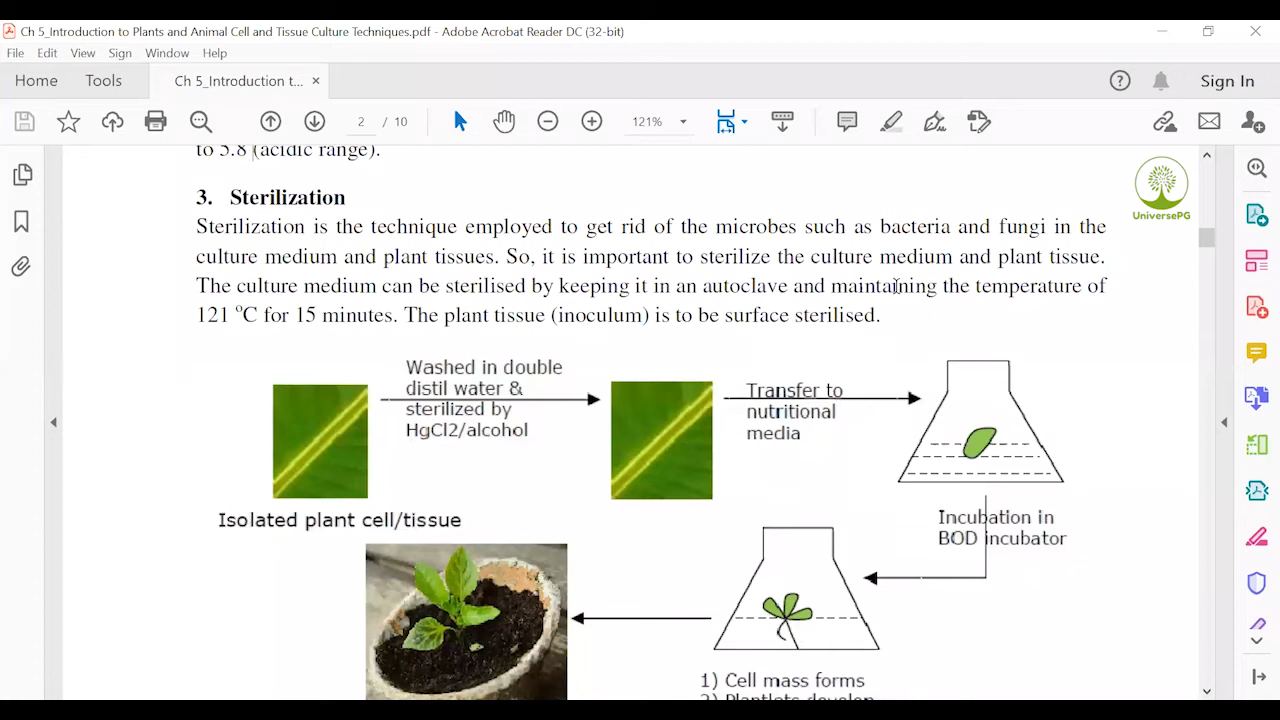 Ch 5_Introduction to Plants and Animal Cell and Tissue Culture Techniques.pdf - Adobe Acrobat Reader DC (32-bit)
File Edit View Sign Window Help
Home Tools Ch 5_Introduction t... × Sign In
2 / 10 121%
to 5.8 (acidic range).
UniversePG
3. Sterilization
Sterilization is the technique employed to get rid of the microbes such as bacteria and fungi in the
culture medium and plant tissues. So, it is important to sterilize the culture medium and plant tissue.
The culture medium can be sterilised by keeping it in an autoclave and maintaining the temperature of
121 °C for 15 minutes. The plant tissue (inoculum) is to be surface sterilised.
Washed in double
distil water &
sterilized by
HgCl2/alcohol
Transfer to
nutritional
media
Isolated plant cell/tissue
Incubation in
BOD incubator
1) Cell mass forms
2) Plantlets develop